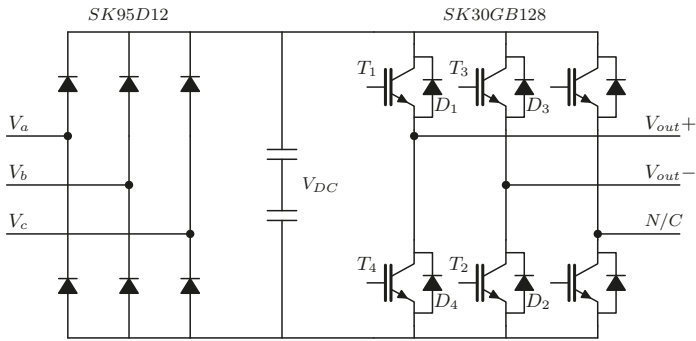 SK95D12
SK30GB128
T1
D1
T3
D3
Va
Vout+
Vb
VDC
Vout−
Vc
N/C
T4
D4
T2
D2